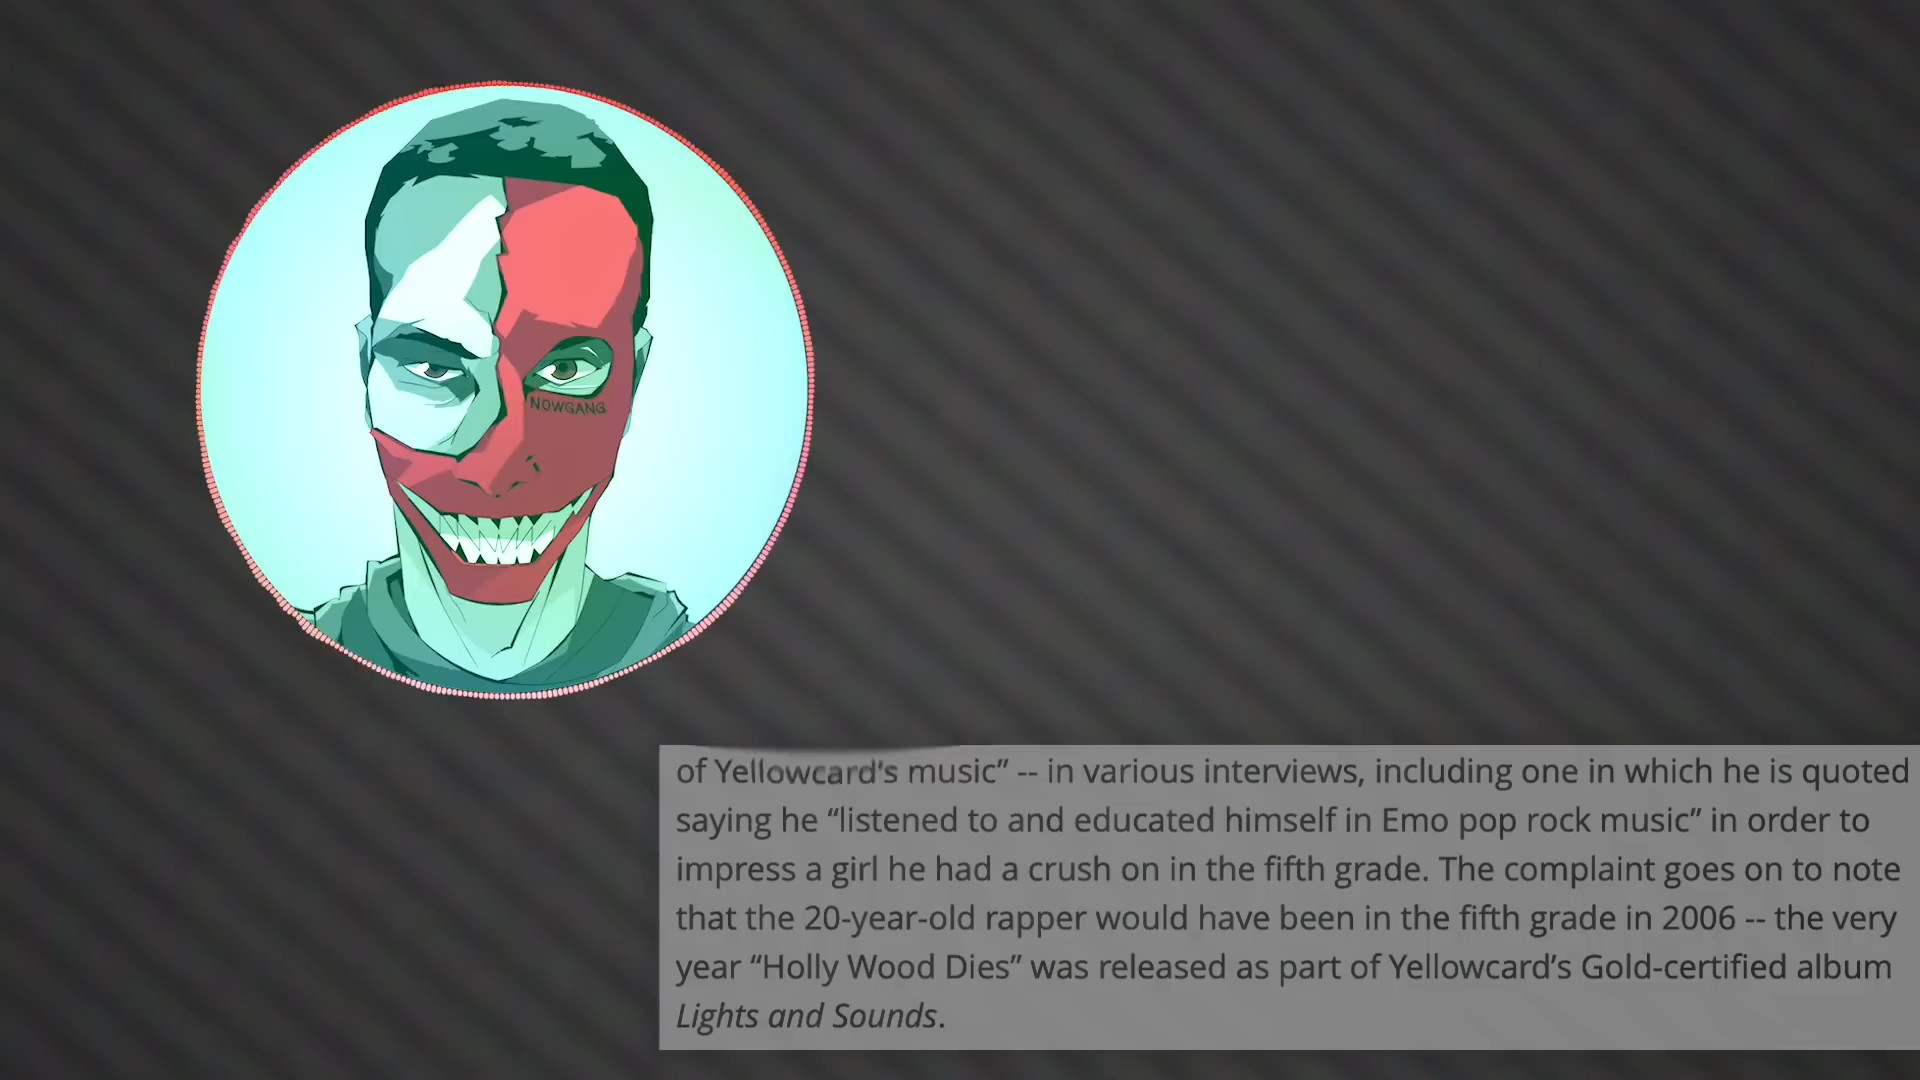 NOWGANG
of Yellowcard's music” -- in various interviews, including one in which he is quoted
saying he “listened to and educated himself in Emo pop rock music” in order to
impress a girl he had a crush on in the fifth grade. The complaint goes on to note
that the 20-year-old rapper would have been in the fifth grade in 2006 -- the very
year “Holly Wood Dies” was released as part of Yellowcard’s Gold-certified album
Lights and Sounds.